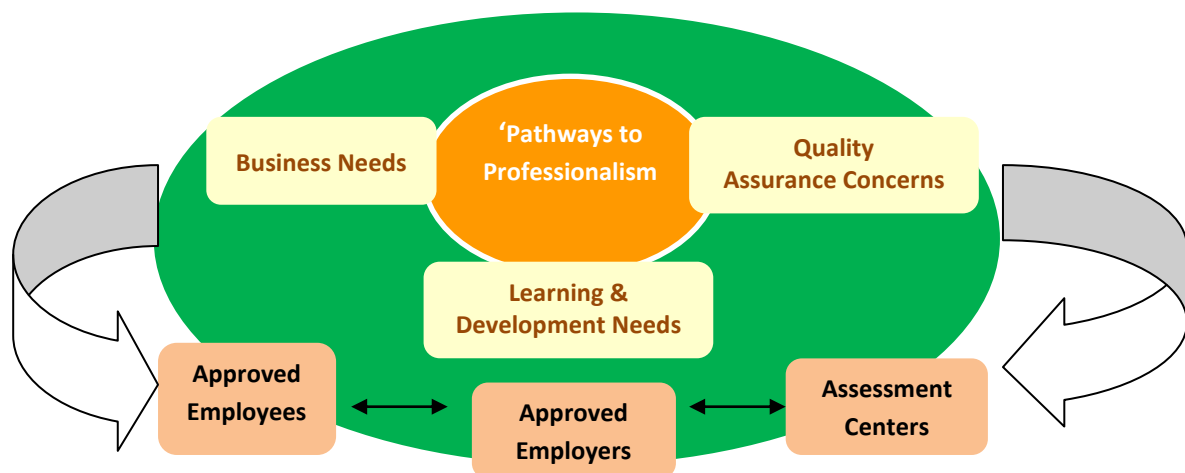 ‘Pathways to
Professionalism
Business Needs
Quality
Assurance Concerns
Learning &
Development Needs
Approved
Employees
Approved
Employers
Assessment
Centers